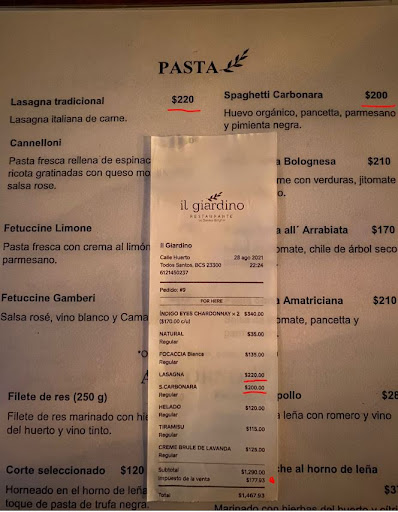 PASTA
Lasagna tradicional $220
Lasagna italiana de carne.
Cannelloni
Pasta fresca rellena de espinac
ricota gratinadas con queso mo
salsa rose.
Fetuccine Limone
Pasta fresca con crema al limón
parmesano.
Fetuccine Gamberi
Salsa rosé, vino blanco y Cama
Filete de res (250 g)
Filete de res marinado con hie
del huerto y vino tinto.
Corte seleccionado $120
Horneado en el horno de leña
toque de pasta de trufa negra.
Spaghetti Carbonara $200
Huevo orgánico, pancetta, parmesano
y pimienta negra.
a Bolognesa $210
me con verduras, jitomate
a all´ Arrabiata $170
omate, chile de árbol seco
Amatriciana $210
omate, pancetta y
pollo $28
leña con romero y vino
che al horno de leña
Marinado con hierbas del huerto y cítri
il giardino
RESTAURANTE
Il Giardino
Calle Huerto 28 ago 2021
Todos Santos, BCS 23300 22:24
6121450237
Pedido: #9
FOR HERE
ÍNDIGO EYES CHARDONNAY × 2 $340.00
($170.00 c/u)
NATURAL $35.00
Regular
FOCACCIA Blanca $135.00
Regular
LASAGNA $220.00
Regular
S.CARBONARA $200.00
Regular
HELADO $120.00
Regular
TIRAMISU $115.00
Regular
CREME BRULE DE LAVANDA $125.00
Regular
Subtotal $1,290.00
Impuesto de la venta $177.93
Total $1,467.93